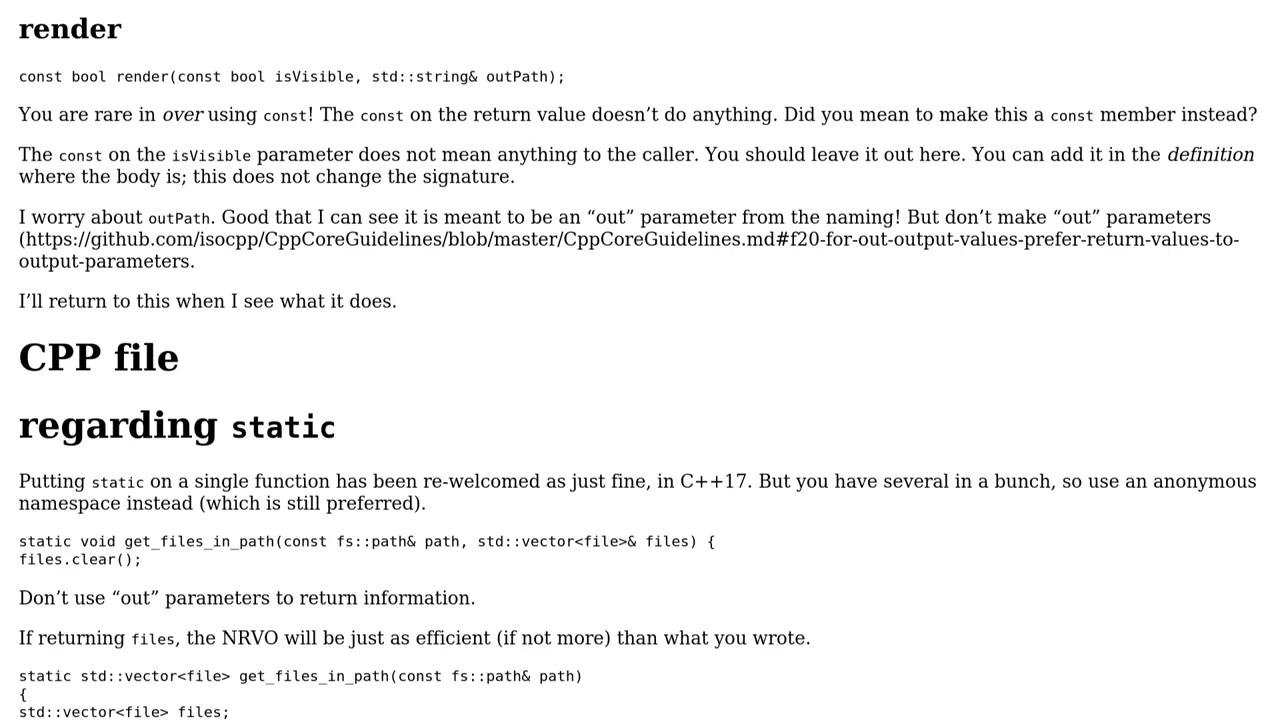 render
const bool render(const bool isVisible, std::string& outPath);
You are rare in over using const! The const on the return value doesn’t do anything. Did you mean to make this a const member instead?
The const on the isVisible parameter does not mean anything to the caller. You should leave it out here. You can add it in the definition
where the body is; this does not change the signature.
I worry about outPath. Good that I can see it is meant to be an “out” parameter from the naming! But don’t make “out” parameters
(https://github.com/isocpp/CppCoreGuidelines/blob/master/CppCoreGuidelines.md#f20-for-out-output-values-prefer-return-values-to-
output-parameters.
I’ll return to this when I see what it does.
CPP file
regarding static
Putting static on a single function has been re-welcomed as just fine, in C++17. But you have several in a bunch, so use an anonymous
namespace instead (which is still preferred).
static void get_files_in_path(const fs::path& path, std::vector<file>& files) {
files.clear();
Don’t use “out” parameters to return information.
If returning files, the NRVO will be just as efficient (if not more) than what you wrote.
static std::vector<file> get_files_in_path(const fs::path& path)
{
std::vector<file> files;